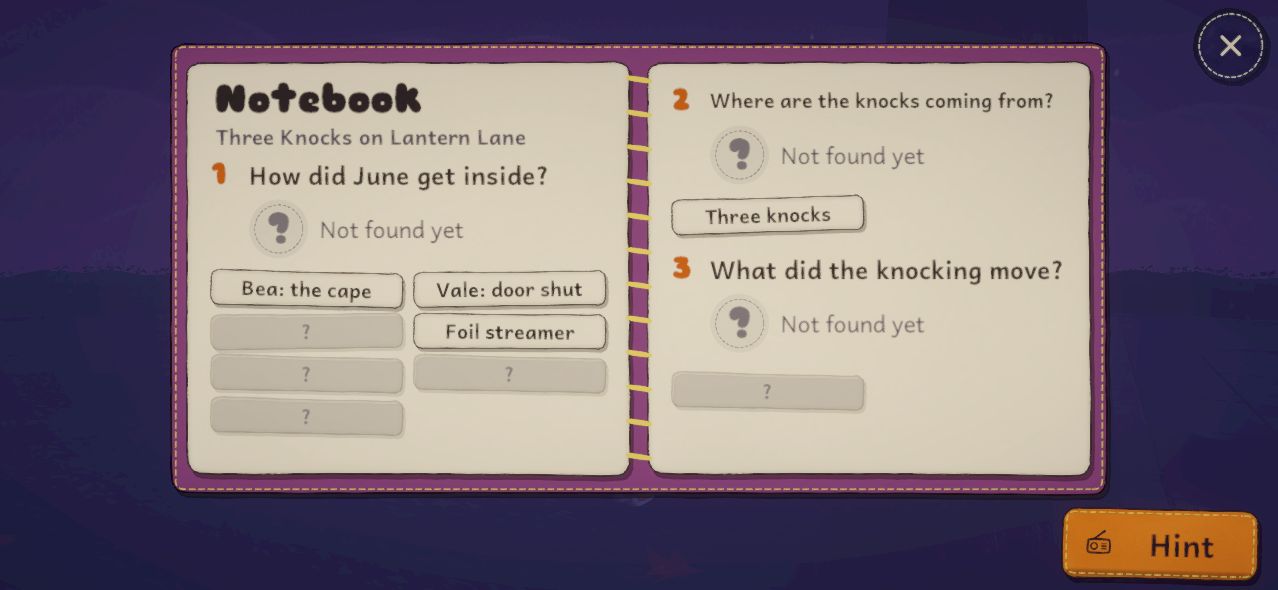 Notebook
Three Knocks on Lantern Lane
1 How did June get inside?
? Not found yet
Bea: the cape
Vale: door shut
?
Foil streamer
?
?
?
2 Where are the knocks coming from?
? Not found yet
Three knocks
3 What did the knocking move?
? Not found yet
?
Hint